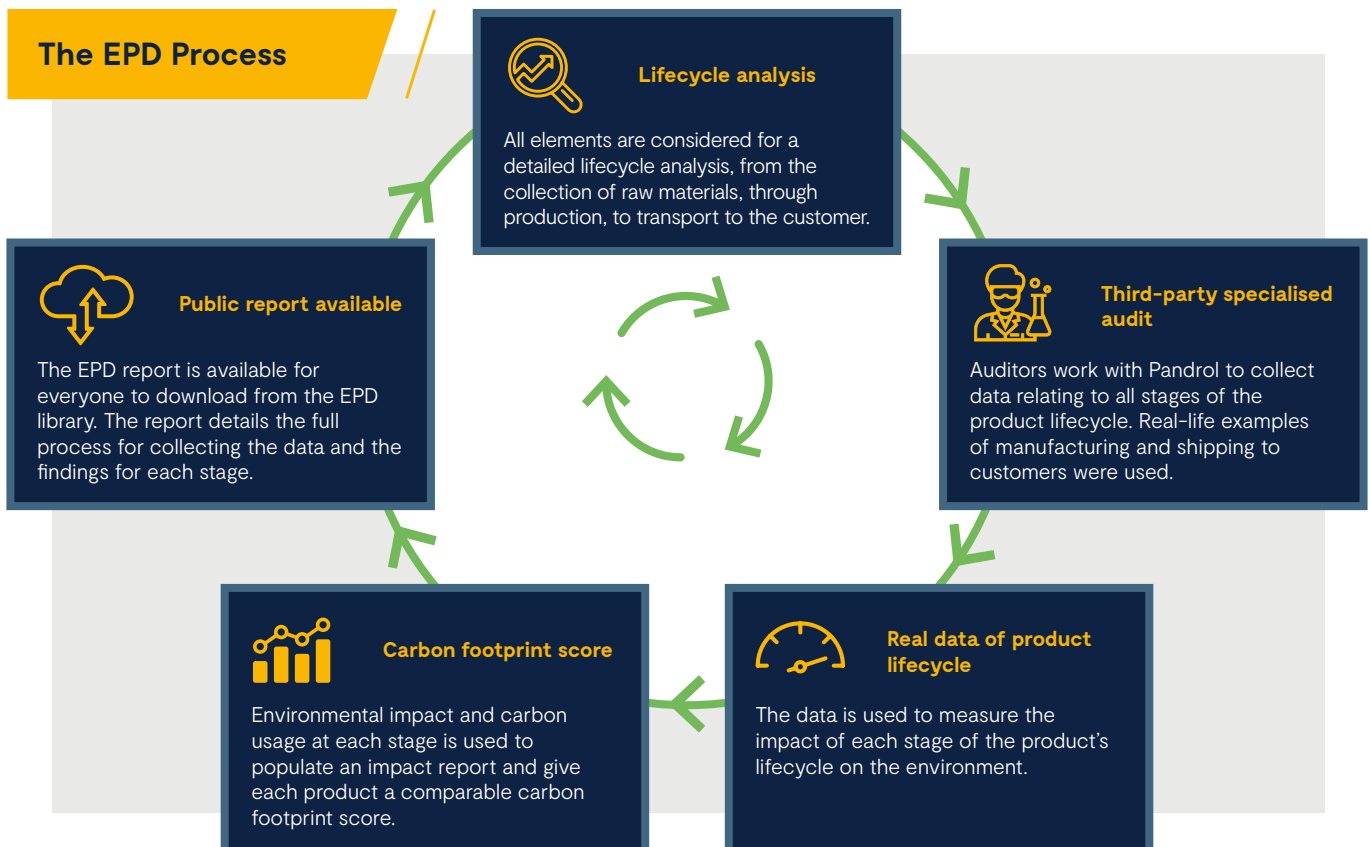 The EPD Process
Lifecycle analysis
All elements are considered for a
detailed lifecycle analysis, from the
collection of raw materials, through
production, to transport to the customer.
Third-party specialised
audit
Auditors work with Pandrol to collect
data relating to all stages of the
product lifecycle. Real-life examples
of manufacturing and shipping to
customers were used.
Real data of product
lifecycle
The data is used to measure the
impact of each stage of the product’s
lifecycle on the environment.
Carbon footprint score
Environmental impact and carbon
usage at each stage is used to
populate an impact report and give
each product a comparable carbon
footprint score.
Public report available
The EPD report is available for
everyone to download from the EPD
library. The report details the full
process for collecting the data and the
findings for each stage.